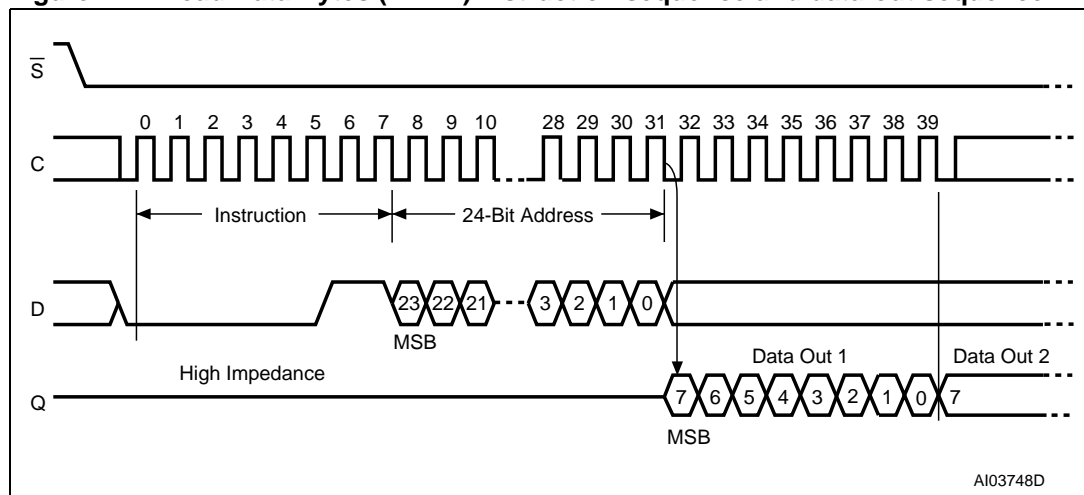 S
0 1 2 3 4 5 6 7 8 9 10 28 29 30 31 32 33 34 35 36 37 38 39
C
Instruction 24-Bit Address
D 23 22 21 3 2 1 0
MSB
Data Out 1 Data Out 2
High Impedance
Q 7 6 5 4 3 2 1 0 7
MSB
AI03748D